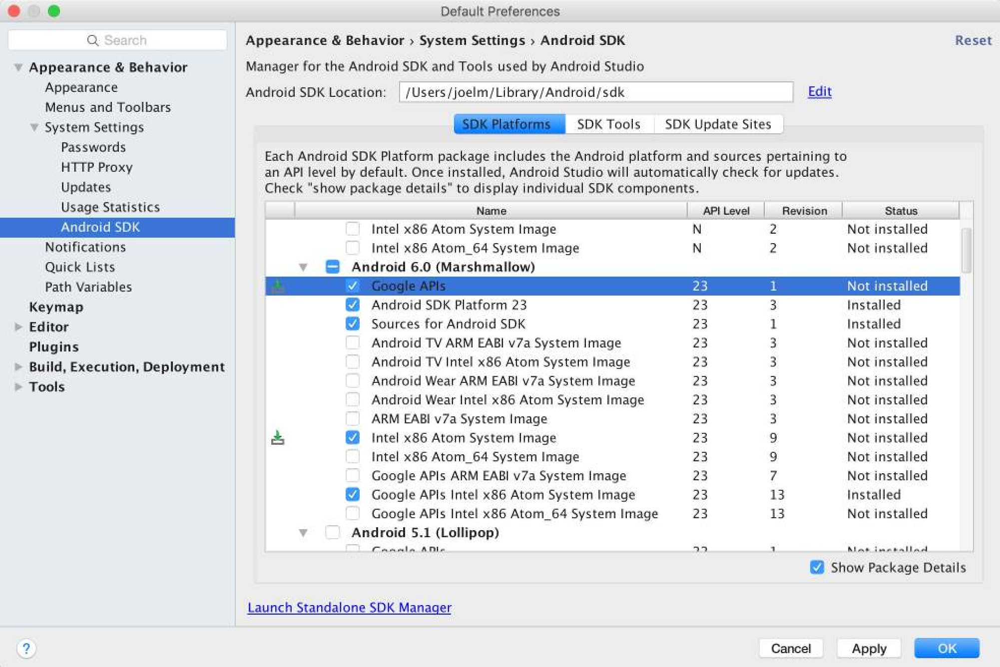 Default Preferences
Search
Appearance & Behavior
Appearance
Menus and Toolbars
System Settings
Passwords
HTTP Proxy
Updates
Usage Statistics
Android SDK
Notifications
Quick Lists
Path Variables
Keymap
Editor
Plugins
Build, Execution, Deployment
Tools
Appearance & Behavior › System Settings › Android SDK
Reset
Manager for the Android SDK and Tools used by Android Studio
Android SDK Location: /Users/joelm/Library/Android/sdk Edit
SDK Platforms SDK Tools SDK Update Sites
Each Android SDK Platform package includes the Android platform and sources pertaining to
an API level by default. Once installed, Android Studio will automatically check for updates.
Check "show package details" to display individual SDK components.
Name API Level Revision Status
Intel x86 Atom System Image N 2 Not installed
Intel x86 Atom_64 System Image N 2 Not installed
Android 6.0 (Marshmallow)
Google APIs 23 1 Not installed
Android SDK Platform 23 23 3 Installed
Sources for Android SDK 23 1 Installed
Android TV ARM EABI v7a System Image 23 3 Not installed
Android TV Intel x86 Atom System Image 23 3 Not installed
Android Wear ARM EABI v7a System Image 23 3 Not installed
Android Wear Intel x86 Atom System Image 23 3 Not installed
ARM EABI v7a System Image 23 3 Not installed
Intel x86 Atom System Image 23 9 Not installed
Intel x86 Atom_64 System Image 23 9 Not installed
Google APIs ARM EABI v7a System Image 23 7 Not installed
Google APIs Intel x86 Atom System Image 23 13 Installed
Google APIs Intel x86 Atom_64 System Image 23 13 Not installed
Android 5.1 (Lollipop)
Google APIs 22 1 Not installed
Show Package Details
Launch Standalone SDK Manager
? Cancel Apply OK